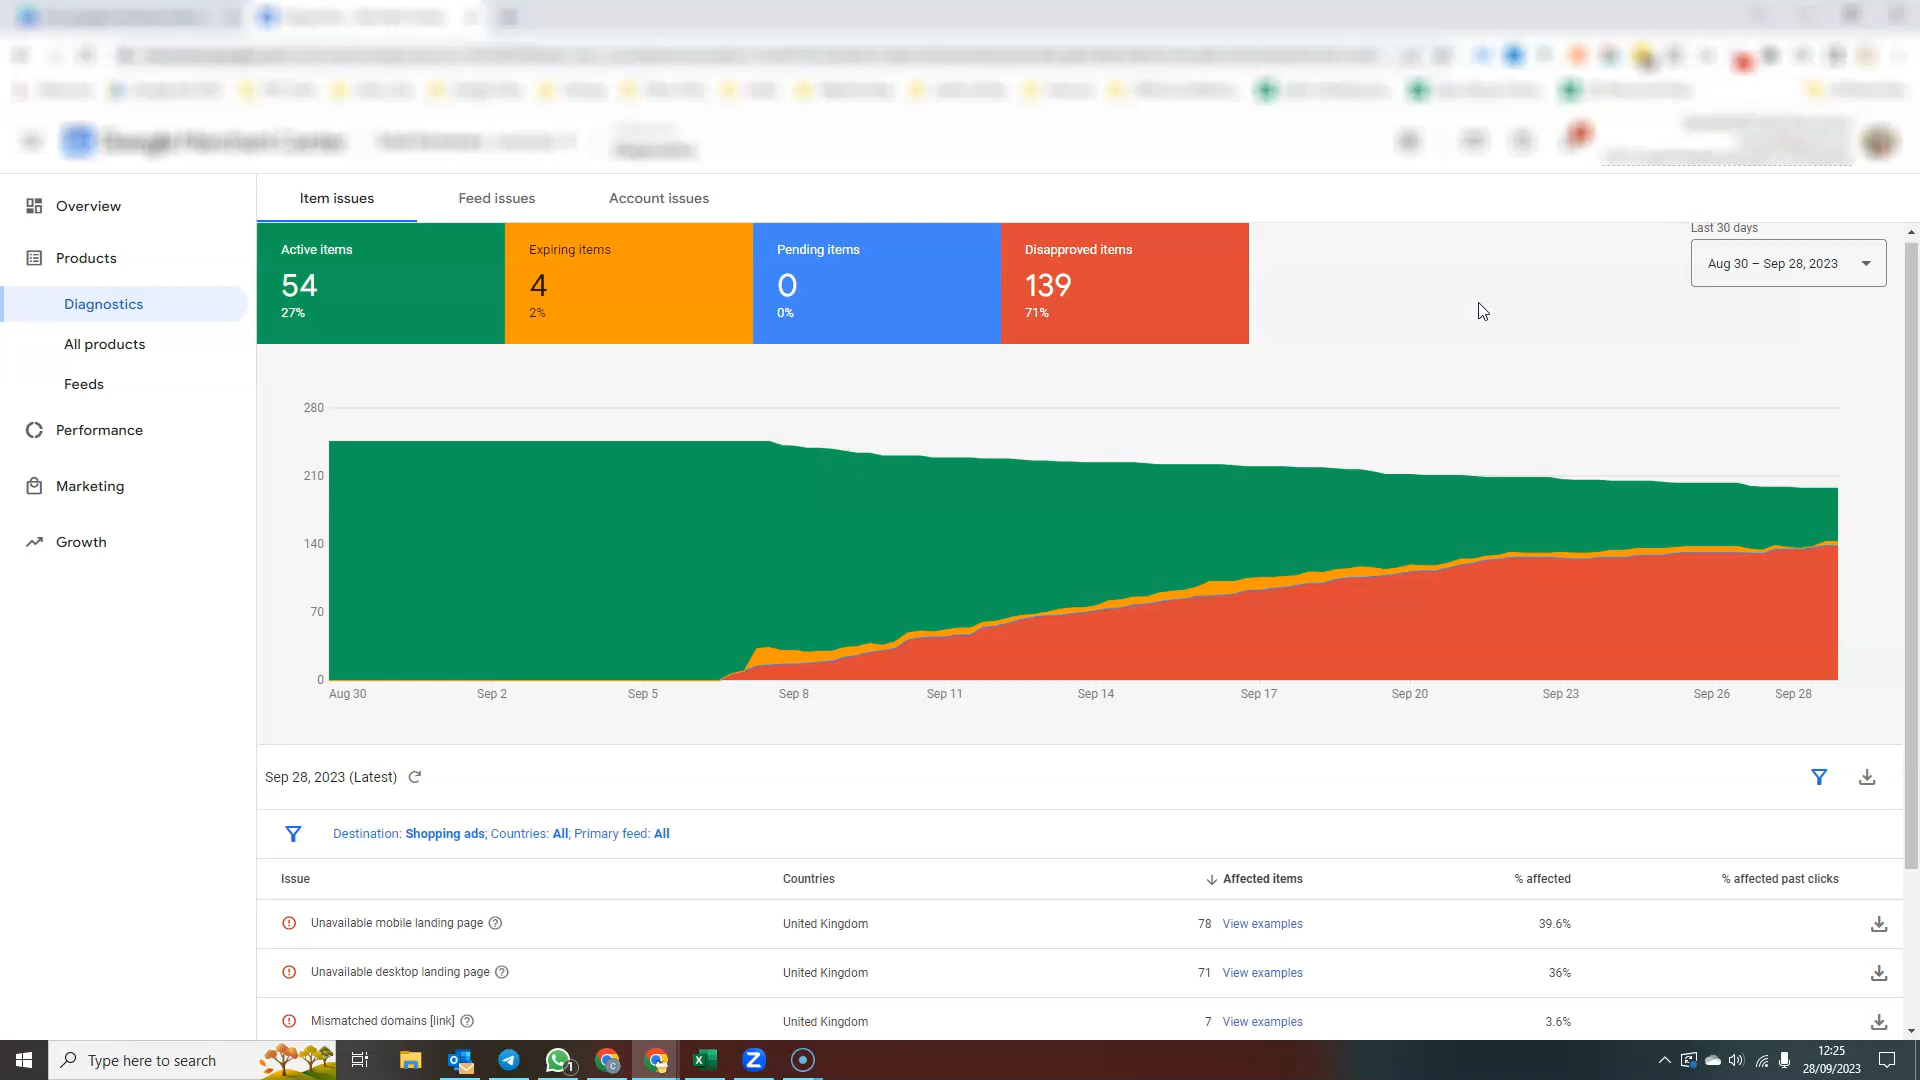 Overview
Products
Diagnostics
All products
Feeds
Performance
Marketing
Growth
Item issues
Feed issues
Account issues
Active items
54
27%
Expiring items
4
2%
Pending items
0
0%
Disapproved items
139
71%
Last 30 days
Aug 30 – Sep 28, 2023
280
210
140
70
0
Aug 30
Sep 2
Sep 5
Sep 8
Sep 11
Sep 14
Sep 17
Sep 20
Sep 23
Sep 26
Sep 28
Sep 28, 2023 (Latest)
Destination: Shopping ads; Countries: All; Primary feed: All
Issue Countries Affected items % affected % affected past clicks
Unavailable mobile landing page United Kingdom 78 View examples 39.6%
Unavailable desktop landing page United Kingdom 71 View examples 36%
Mismatched domains [link] United Kingdom 7 View examples 3.6%
Type here to search
1
12:25
28/09/2023